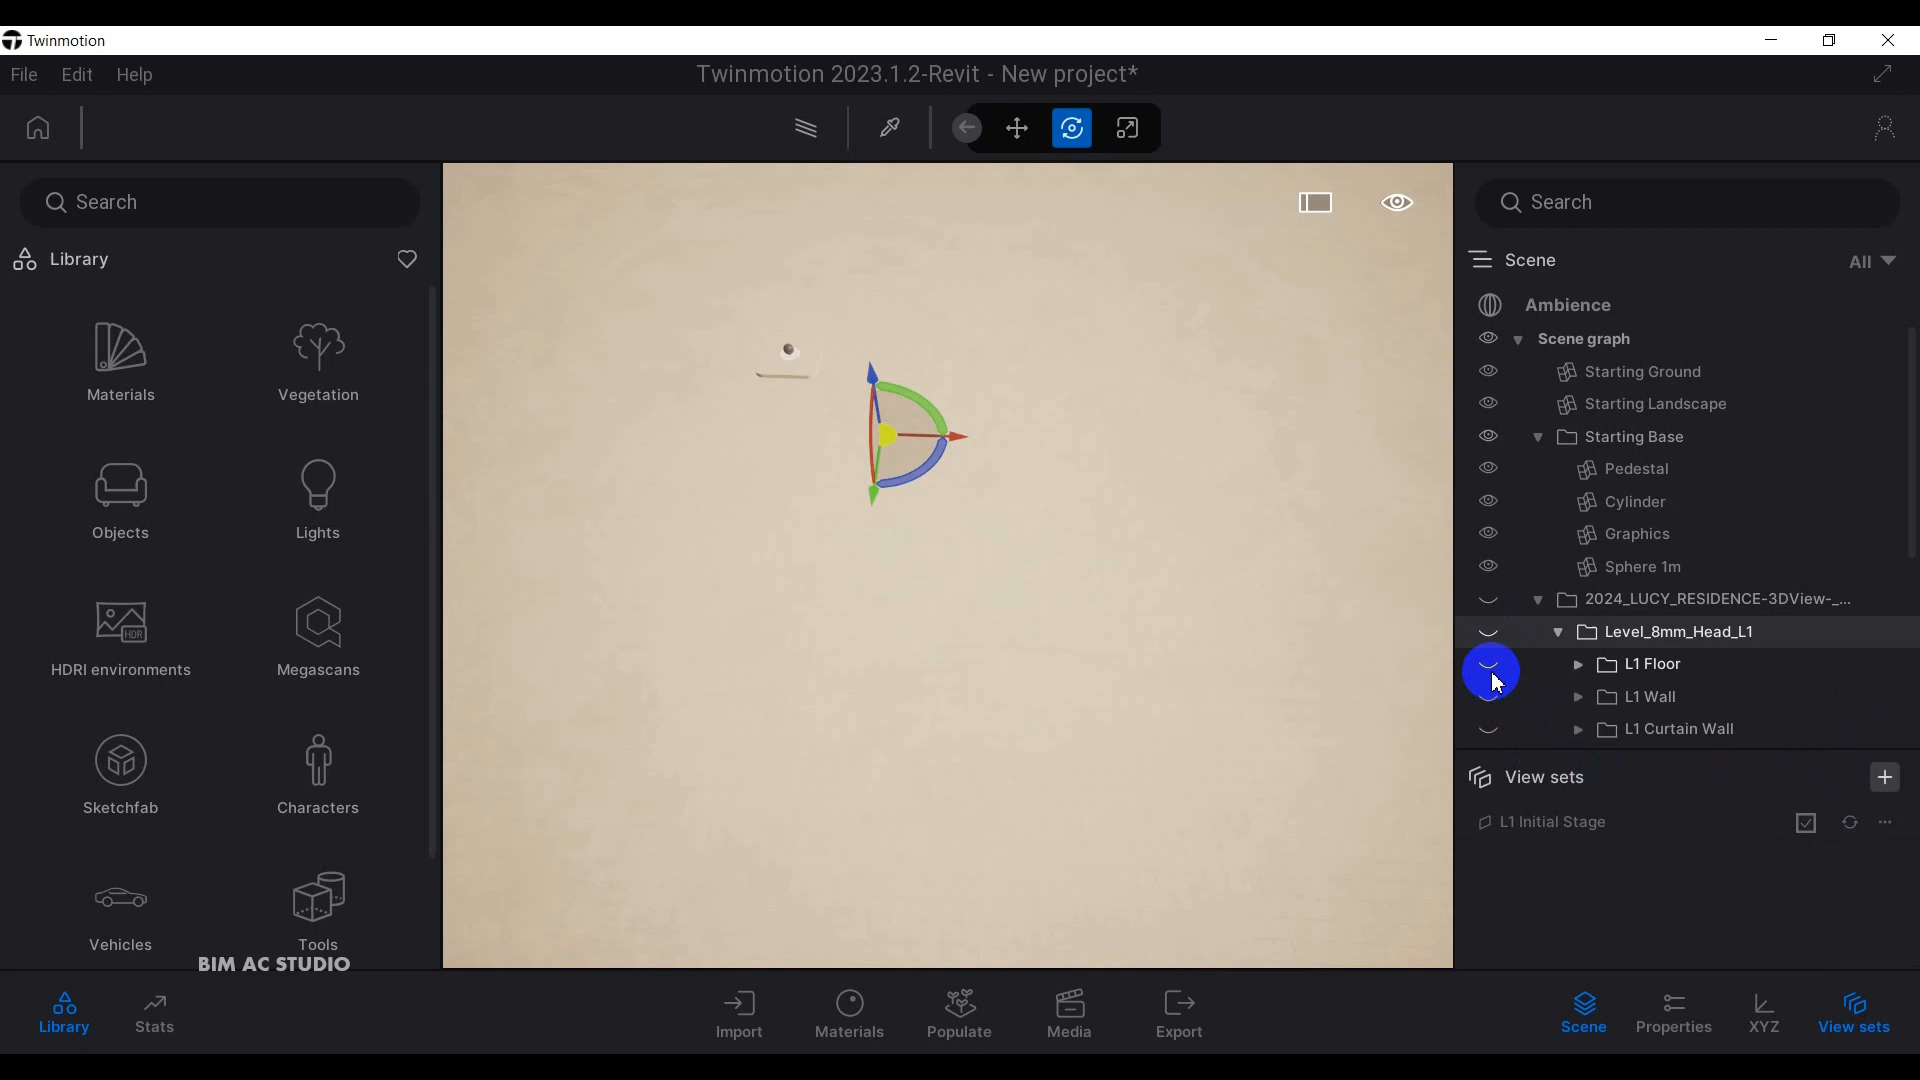 Twinmotion
File Edit Help
Twinmotion 2023.1.2-Revit - New project*
Search
Library
Materials
Vegetation
Objects
Lights
HDR
HDRI environments
Megascans
Sketchfab
Characters
Vehicles
Tools
BIM AC STUDIO
Search
Scene
All
Ambience
Scene graph
Starting Ground
Starting Landscape
Starting Base
Pedestal
Cylinder
Graphics
Sphere 1m
2024_LUCY_RESIDENCE-3DView-_...
Level_8mm_Head_L1
L1 Floor
L1 Wall
L1 Curtain Wall
View sets
L1 Initial Stage
Library
Stats
Import
Materials
Populate
Media
Export
Scene
Properties
XYZ
View sets